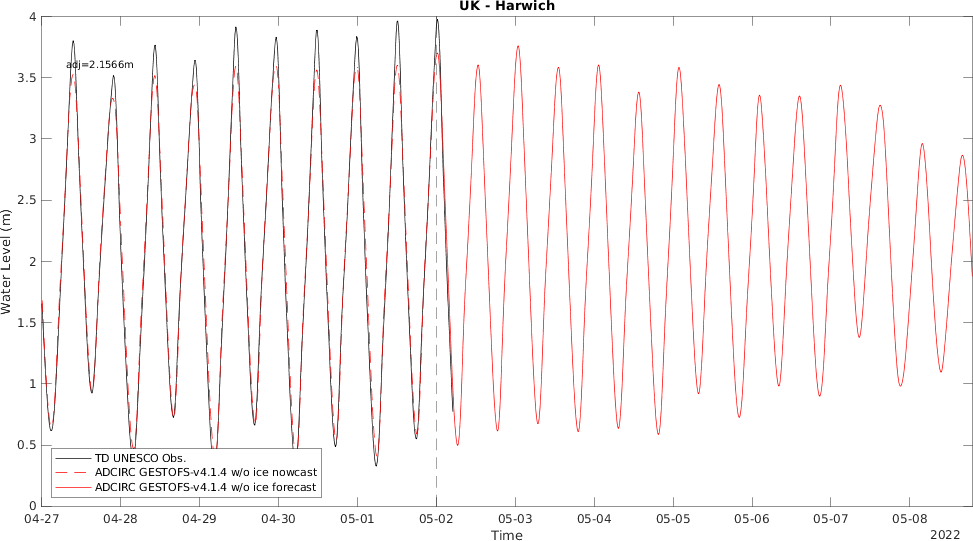 UK - Harwich
adj=2.1566m
4
3.5
3
2.5
2
1.5
1
0.5
0
Water Level (m)
TD UNESCO Obs.
ADCIRC GESTOFS-v4.1.4 w/o ice nowcast
ADCIRC GESTOFS-v4.1.4 w/o ice forecast
04-27 04-28 04-29 04-30 05-01 05-02 05-03 05-04 05-05 05-06 05-07 05-08
Time
2022